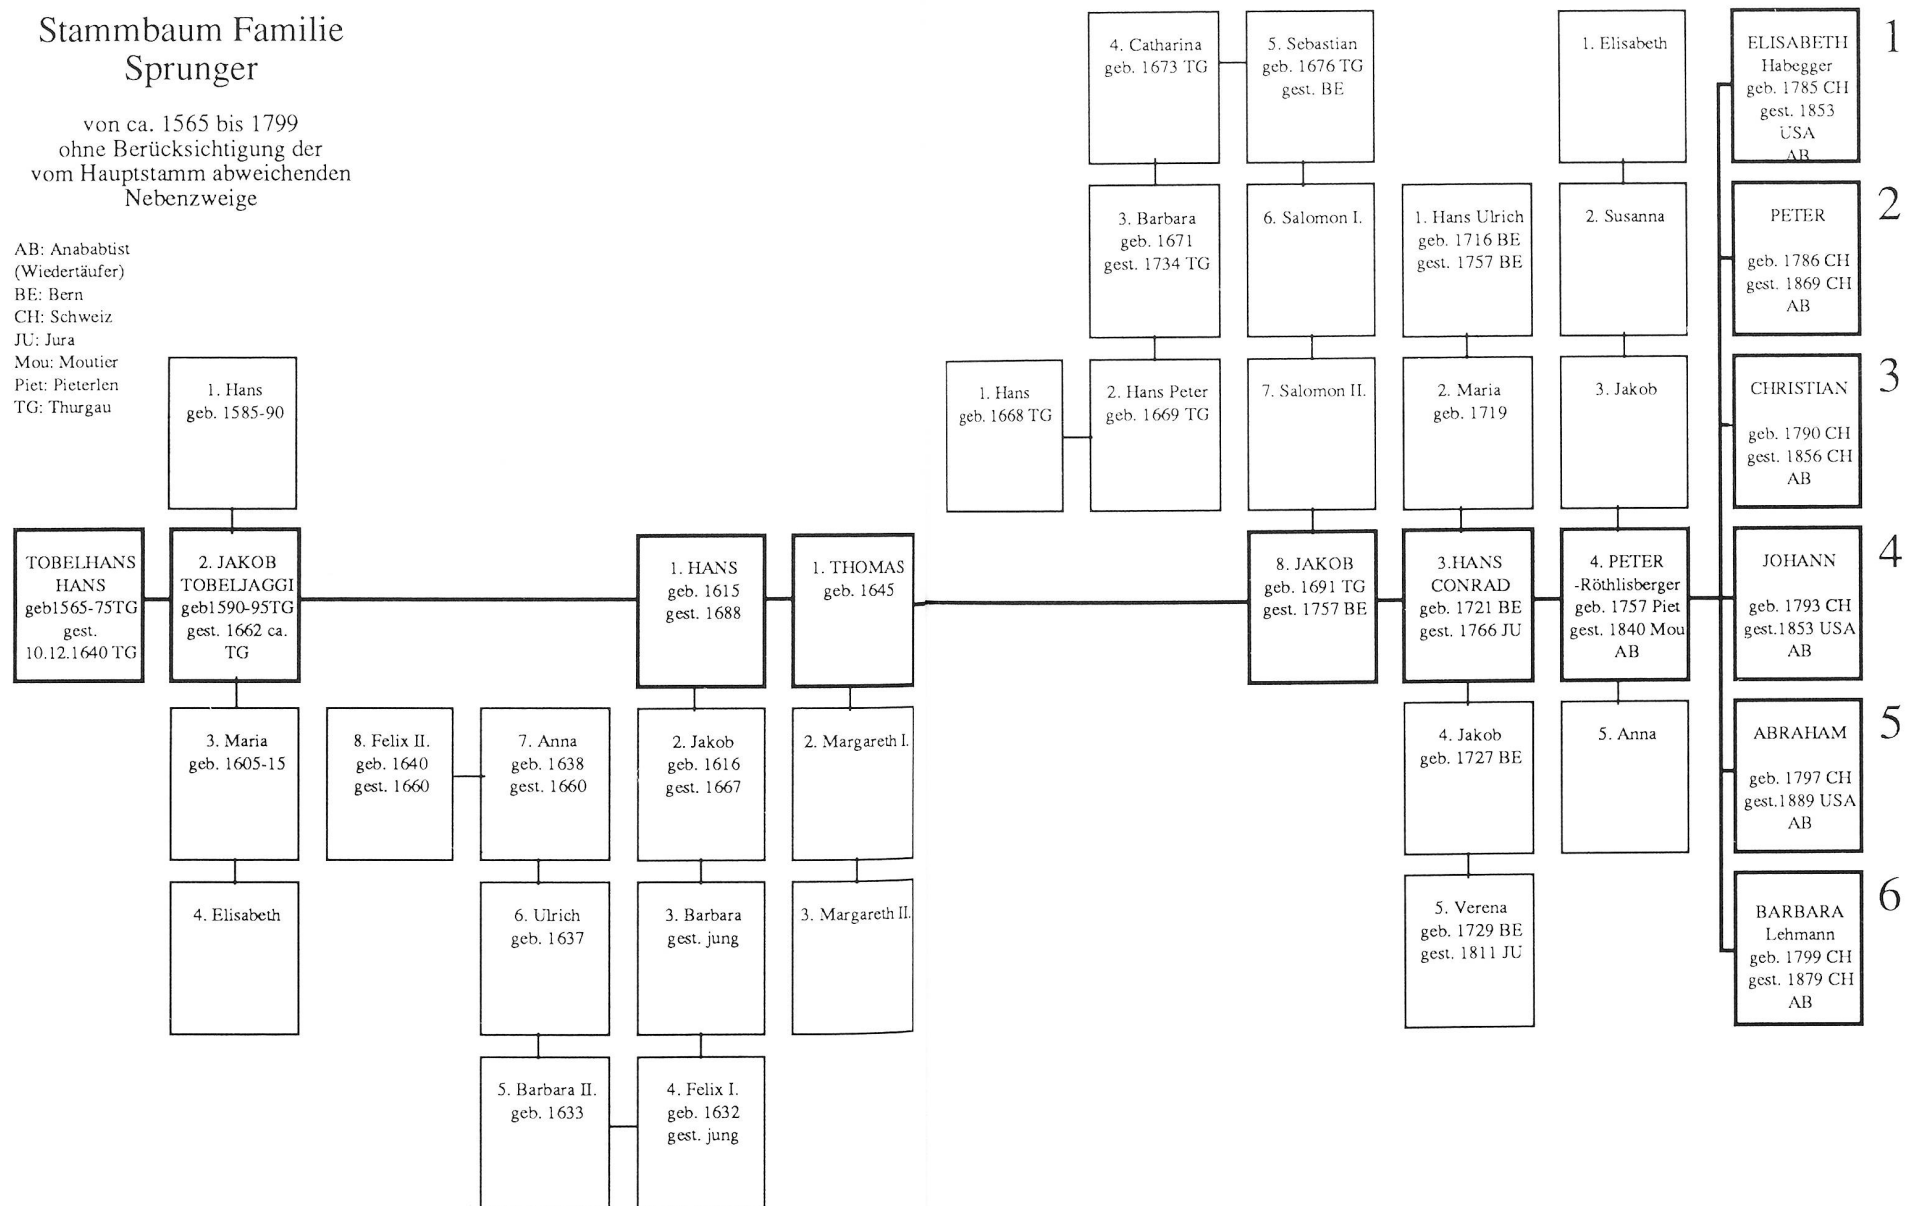 Stammbaum Familie
Sprunger
von ca. 1565 bis 1799
ohne Berücksichtigung der
vom Hauptstamm abweichenden
Nebenzweige
AB: Anababtist
(Wiedertäufer)
BE: Bern
CH: Schweiz
JU: Jura
Mou: Moutier
Piet: Pieterlen
TG: Thurgau
TOBELHANS
HANS
geb1565-75TG
gest.
10.12.1640 TG
1. Hans
geb. 1585-90
2. JAKOB
TOBELJAGGI
geb1590-95TG
gest. 1662 ca.
TG
3. Maria
geb. 1605-15
4. Elisabeth
1. HANS
geb. 1615
gest. 1688
2. Jakob
geb. 1616
gest. 1667
3. Barbara
gest. jung
4. Felix I.
geb. 1632
gest. jung
5. Barbara II.
geb. 1633
6. Ulrich
geb. 1637
7. Anna
geb. 1638
gest. 1660
8. Felix II.
geb. 1640
gest. 1660
1. THOMAS
geb. 1645
2. Margareth I.
3. Margareth II.
1. Hans
geb. 1668 TG
2. Hans Peter
geb. 1669 TG
3. Barbara
geb. 1671
gest. 1734 TG
4. Catharina
geb. 1673 TG
5. Sebastian
geb. 1676 TG
gest. BE
6. Salomon I.
7. Salomon II.
8. JAKOB
geb. 1691 TG
gest. 1757 BE
1. Hans Ulrich
geb. 1716 BE
gest. 1757 BE
2. Maria
geb. 1719
3.HANS
CONRAD
geb. 1721 BE
gest. 1766 JU
4. Jakob
geb. 1727 BE
5. Verena
geb. 1729 BE
gest. 1811 JU
1. Elisabeth
2. Susanna
3. Jakob
4. PETER
-Röthlisberger
geb. 1757 Piet
gest. 1840 Mou
AB
5. Anna
ELISABETH
Habegger
geb. 1785 CH
gest. 1853
USA
AB
1
PETER
geb. 1786 CH
gest. 1869 CH
AB
2
CHRISTIAN
geb. 1790 CH
gest. 1856 CH
AB
3
JOHANN
geb. 1793 CH
gest.1853 USA
AB
4
ABRAHAM
geb. 1797 CH
gest.1889 USA
AB
5
BARBARA
Lehmann
geb. 1799 CH
gest. 1879 CH
AB
6